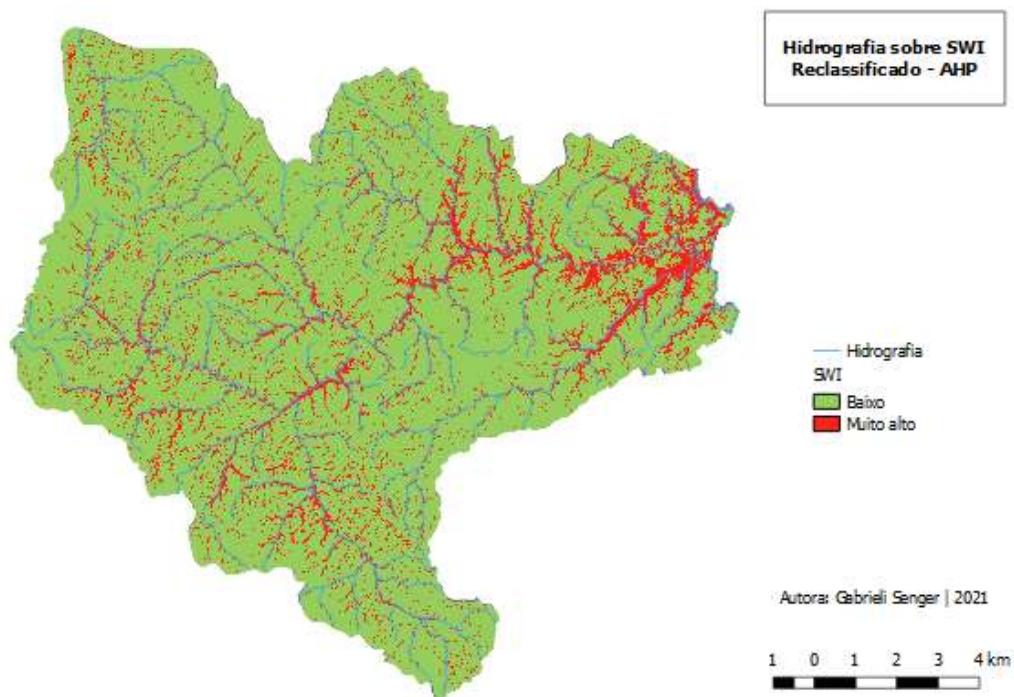 Hidrografia sobre SWI
Reclassificado - AHP
Hidrografia
SWI
Baixo
Muito alto
Autora: Gabrieli Senger | 2021
1 0 1 2 3 4 km